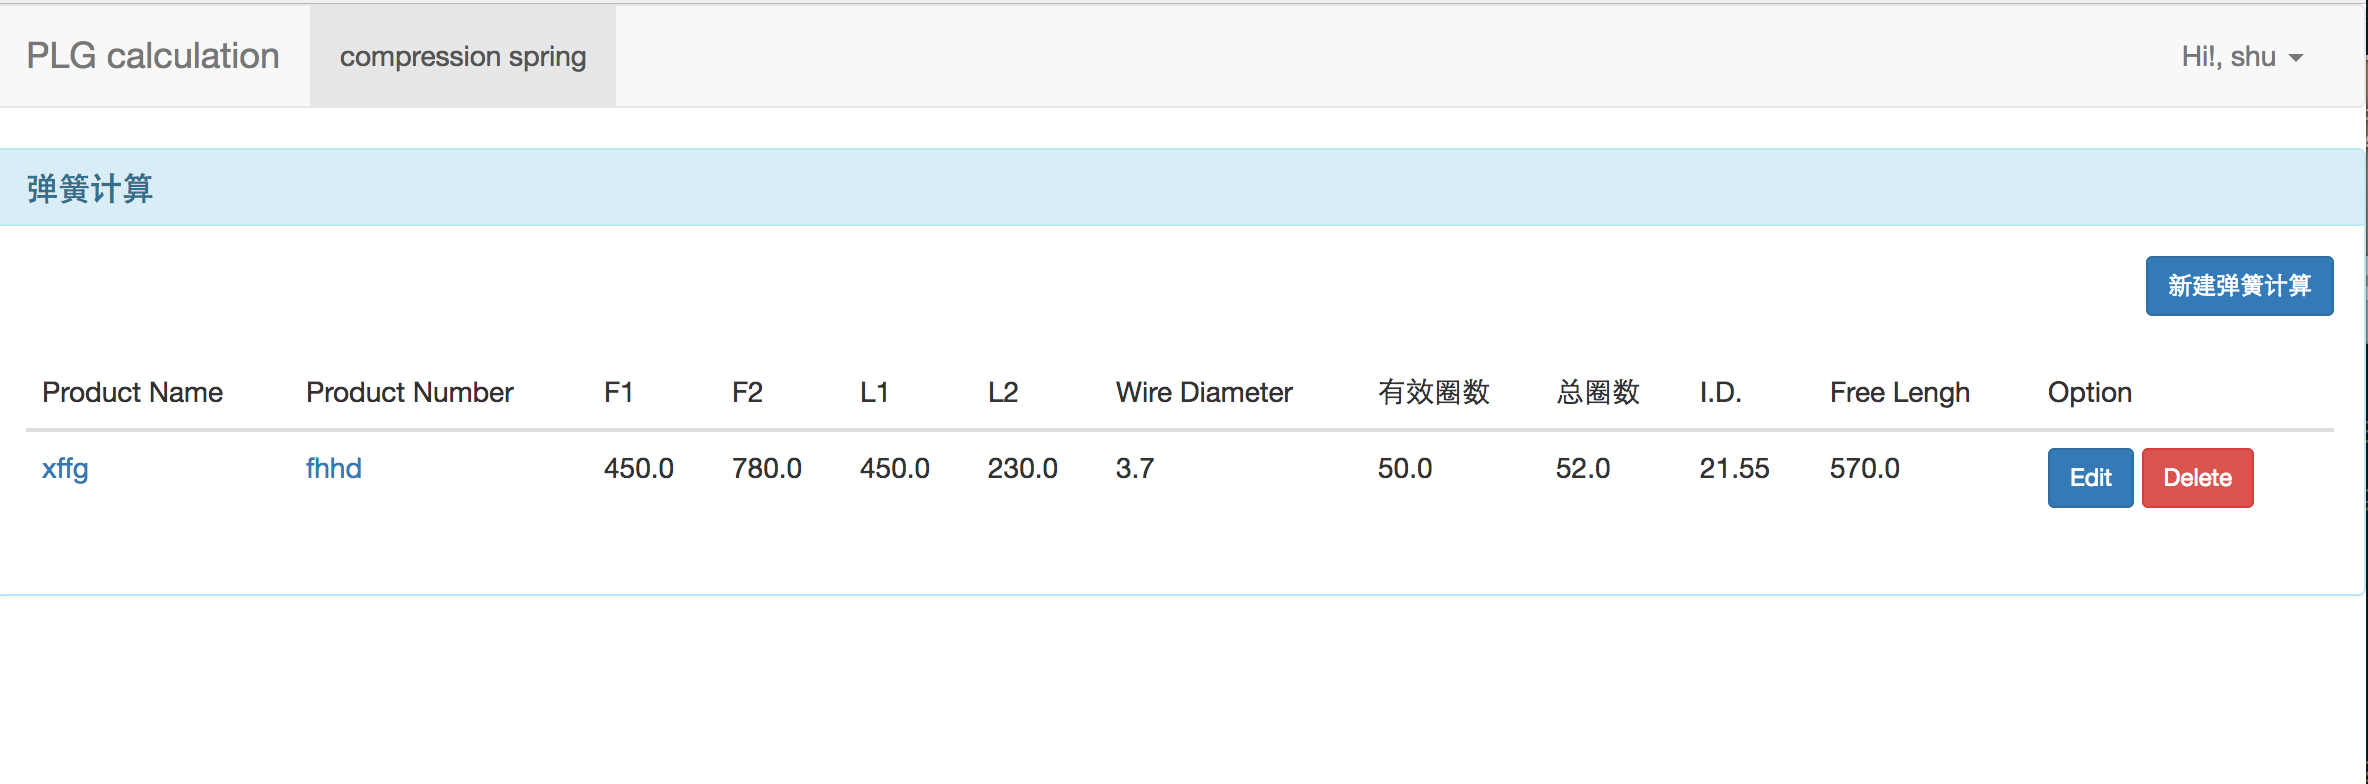 PLG calculation compression spring Hi!, shu
弹簧计算
新建弹簧计算
Product Name Product Number F1 F2 L1 L2 Wire Diameter 有效圈数 总圈数 I.D. Free Lengh Option
xffg fhhd 450.0 780.0 450.0 230.0 3.7 50.0 52.0 21.55 570.0 Edit Delete